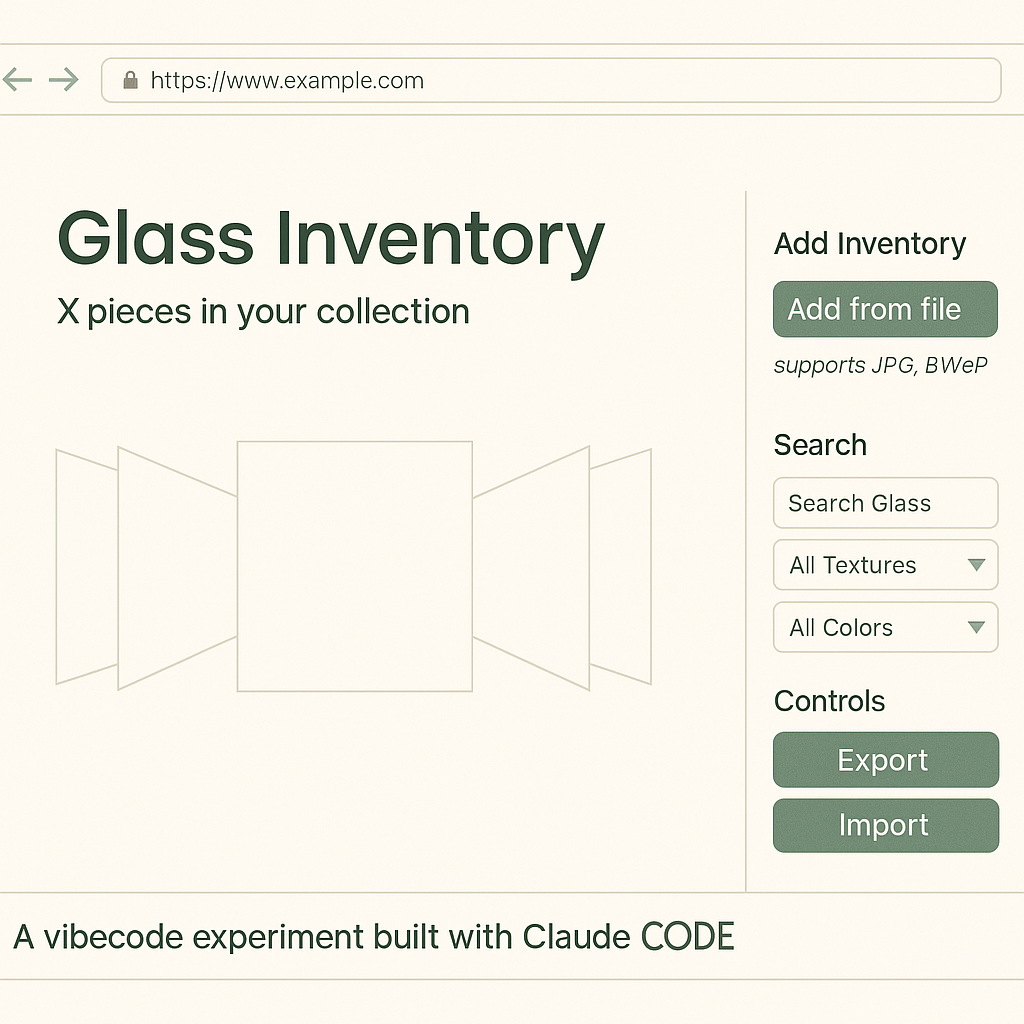 https://www.example.com
Glass Inventory
X pieces in your collection
Add Inventory
Add from file
supports JPG, BWeP
Search
Search Glass
All Textures
All Colors
Controls
Export
Import
A vibecode experiment built with Claude CODE